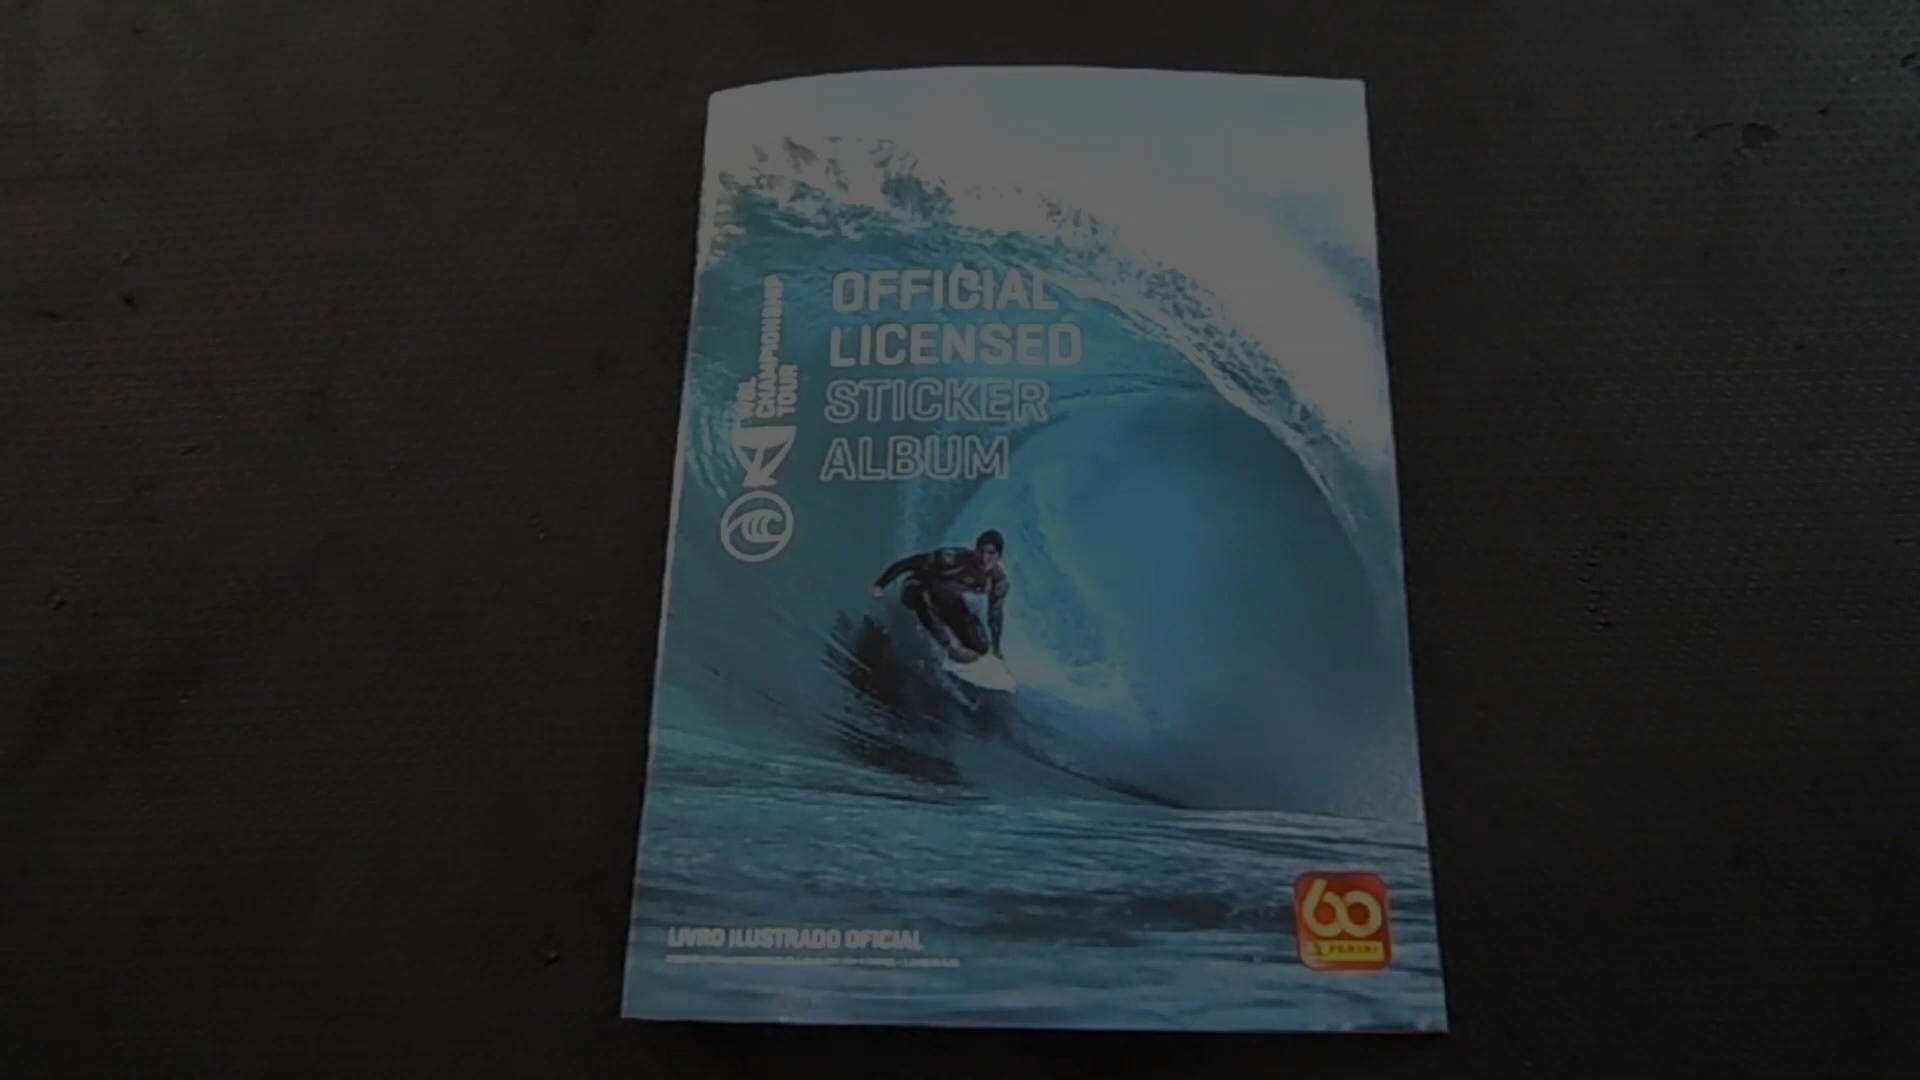 OFFICIAL
LICENSED
STICKER
ALBUM
WSL
CHAMPIONSHIP
TOUR
LIVRO ILUSTRADO OFICIAL
60
PANINI